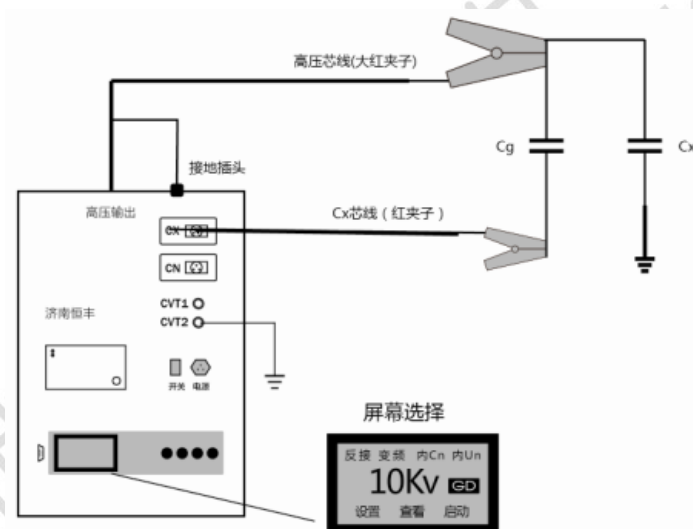 高压芯线(大红夹子)
接地插头
Cg
Cx
高压输出
Cx芯线（红夹子）
CX
CN
济南恒丰
CVT1
CVT2
开关 电源
屏幕选择
反接 变频 内Cn 内Un
10Kv GD
设置 查看 启动